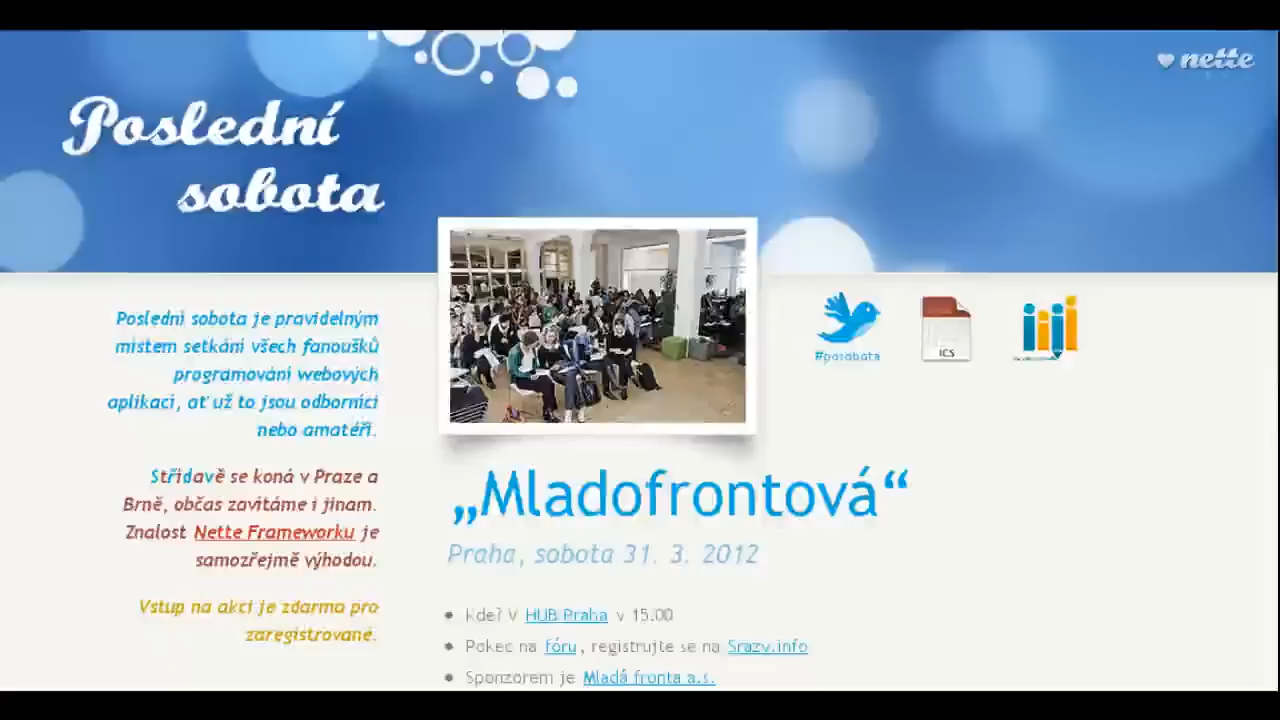 nette
Poslední
sobota
#posobota
ICS
Poslední sobota je pravidelným
místem setkání všech fanoušků
programování webových
aplikací, ať už to jsou odborníci
nebo amatéři.
Střídavě se koná v Praze a
Brně, občas zavítáme i jinam.
Znalost Nette Frameworku je
samozřejmě výhodou.
Vstup na akci je zdarma pro
zaregistrované.
„Mladofrontová“
Praha, sobota 31. 3. 2012
• Kde? V HUB Praha v 15.00
• Pokec na fóru, registrujte se na Srazy.info
• Sponzorem je Mladá fronta a.s.